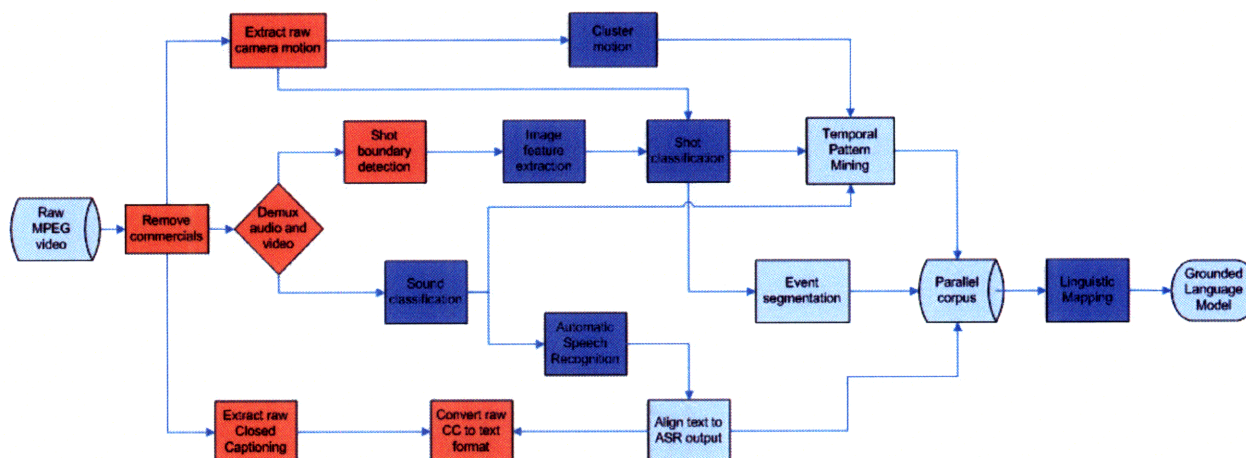 Extract raw
camera motion
Cluster
motion
Shot
boundary
detection
Image
feature
extraction
Shot
classification
Temporal
Pattern
Mining
Raw
MPEG
video
Remove
commercials
Demux
audio and
video
Sound
classification
Event
segmentation
Parallel
corpus
Linguistic
Mapping
Grounded
Language
Model
Automatic
Speech
Recognition
Extract raw
Closed
Captioning
Convert raw
CC to text
format
Align text to
ASR output